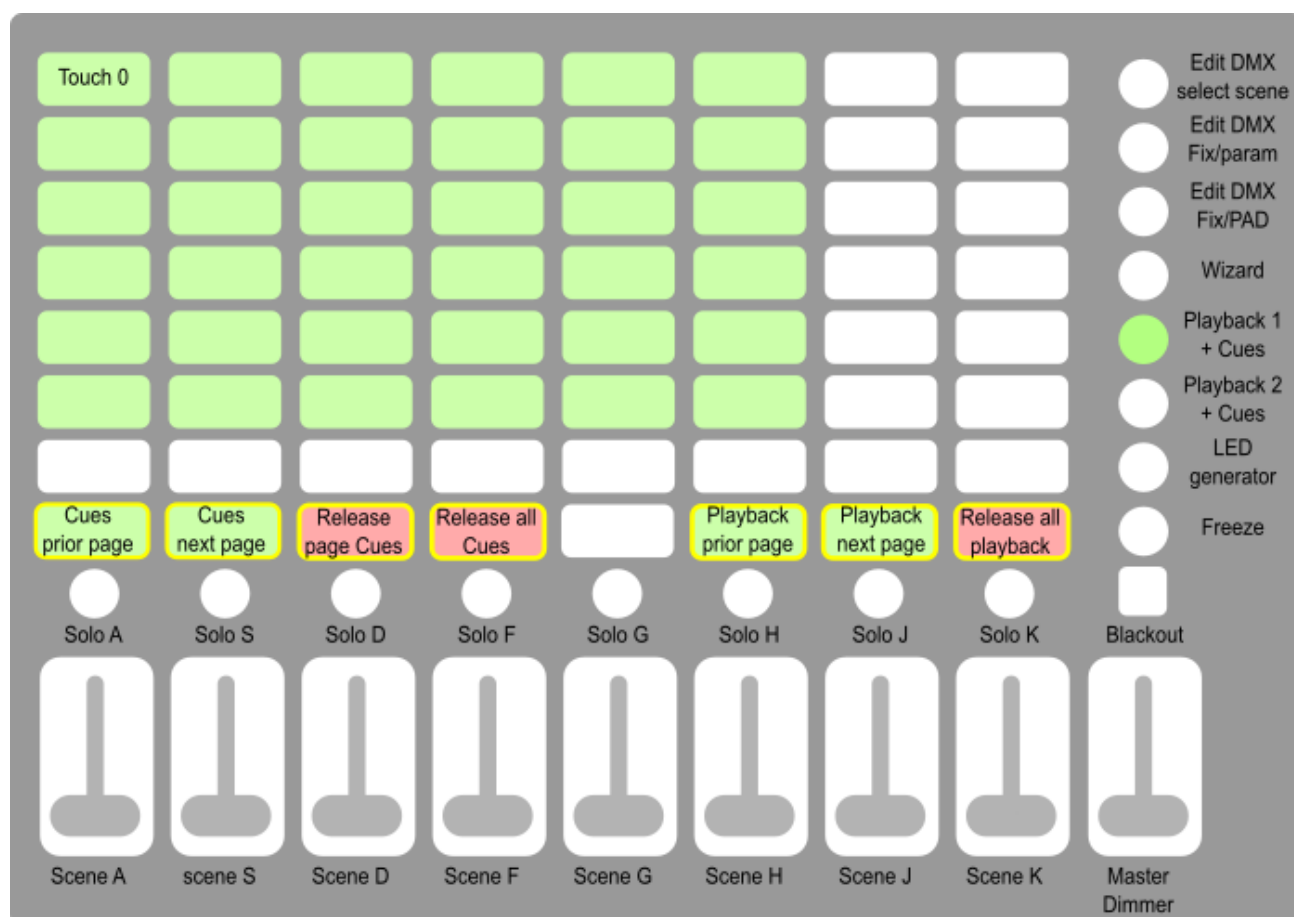 Touch 0
Edit DMX
select scene
Edit DMX
Fix/param
Edit DMX
Fix/PAD
Wizard
Playback 1
+ Cues
Playback 2
+ Cues
LED
generator
Cues
prior page
Cues
next page
Release
page Cues
Release all
Cues
Playback
prior page
Playback
next page
Release all
playback
Freeze
Solo A
Solo S
Solo D
Solo F
Solo G
Solo H
Solo J
Solo K
Blackout
Scene A
scene S
Scene D
Scene F
Scene G
Scene H
Scene J
Scene K
Master
Dimmer